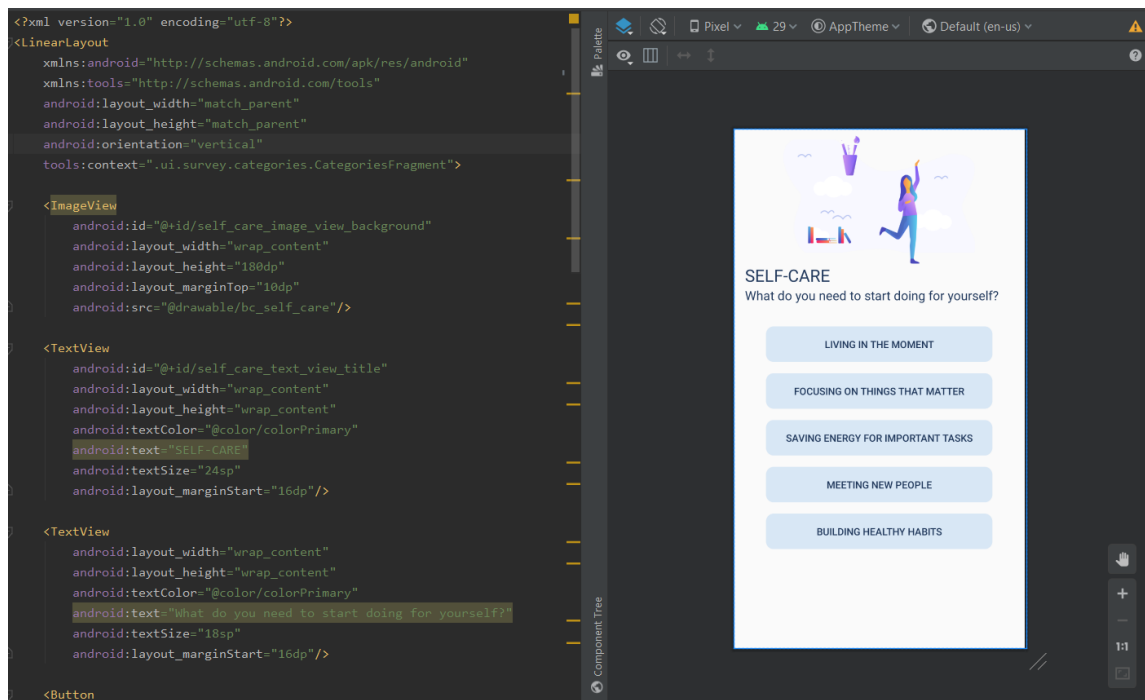 <?xml version="1.0" encoding="utf-8"?>
<LinearLayout
xmlns:android="http://schemas.android.com/apk/res/android"
xmlns:tools="http://schemas.android.com/tools"
android:layout_width="match_parent"
android:layout_height="match_parent"
android:orientation="vertical"
tools:context=".ui.survey.categories.CategoriesFragment">
<ImageView
android:id="@+id/self_care_image_view_background"
android:layout_width="wrap_content"
android:layout_height="180dp"
android:layout_marginTop="10dp"
android:src="@drawable/bc_self_care"/>
<TextView
android:id="@+id/self_care_text_view_title"
android:layout_width="wrap_content"
android:layout_height="wrap_content"
android:textColor="@color/colorPrimary"
android:text="SELF-CARE"
android:textSize="24sp"
android:layout_marginStart="16dp"/>
<TextView
android:layout_width="wrap_content"
android:layout_height="wrap_content"
android:textColor="@color/colorPrimary"
android:text="What do you need to start doing for yourself?"
android:textSize="18sp"
android:layout_marginStart="16dp"/>
<Button
Palette
Component Tree
Pixel 29 AppTheme Default (en-us)
SELF-CARE
What do you need to start doing for yourself?
LIVING IN THE MOMENT
FOCUSING ON THINGS THAT MATTER
SAVING ENERGY FOR IMPORTANT TASKS
MEETING NEW PEOPLE
BUILDING HEALTHY HABITS
1:1